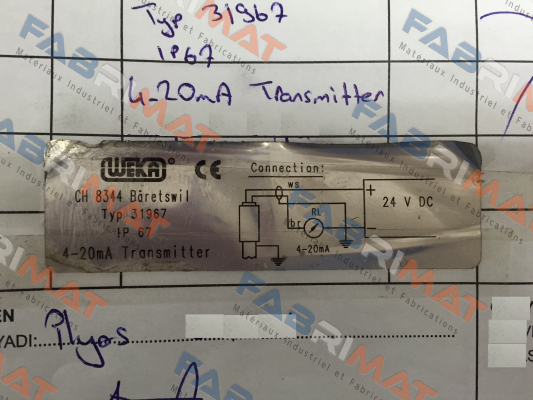 Typ 31967
IP67
4-20mA Transmitter
WEKA CE
CH 8344 Bäretswil
Typ 31967
IP 67
4-20mA Transmitter
Connection:
ws
+
24 V DC
RL
br
-
4-20mA
EN
YADI:
FABRIMAT
Materiaux Industriel et Fabrications